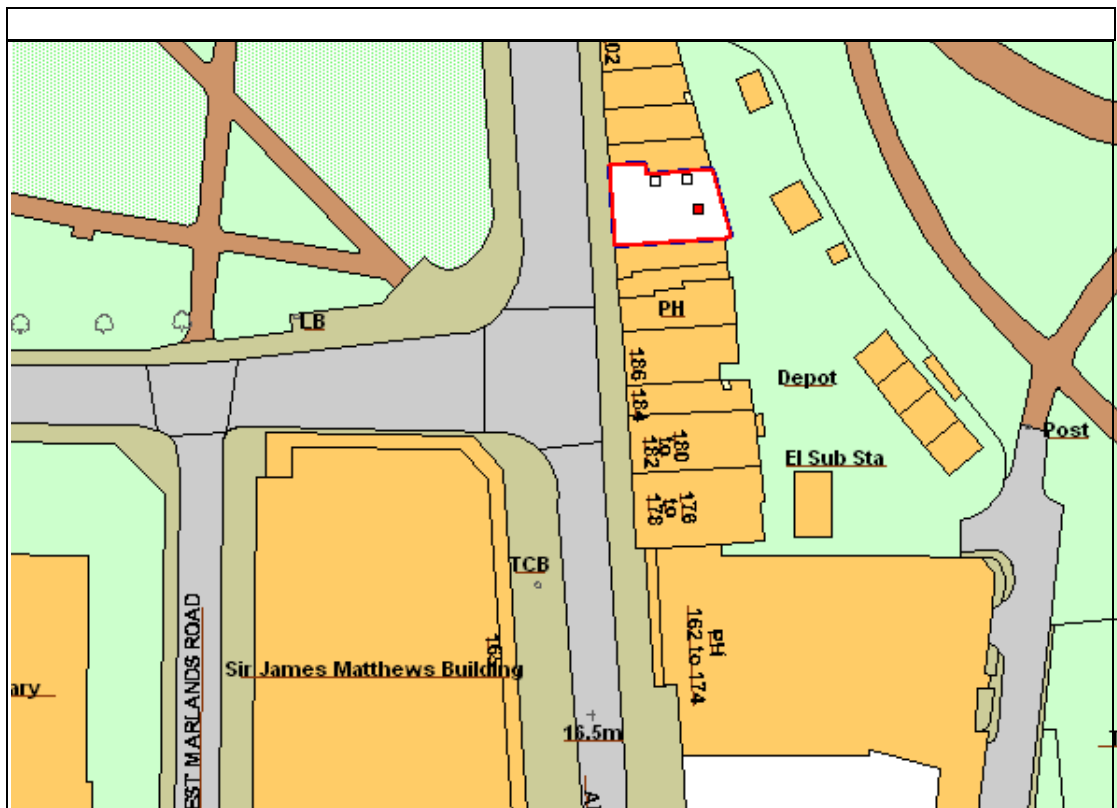 02
LB
PH
186
184
Depot
180
to
182
Post
El Sub Sta
176
to
178
TCB
PH
162 to 174
Sir James Matthews Building
ary
16.5m
EST MARLANDS ROAD